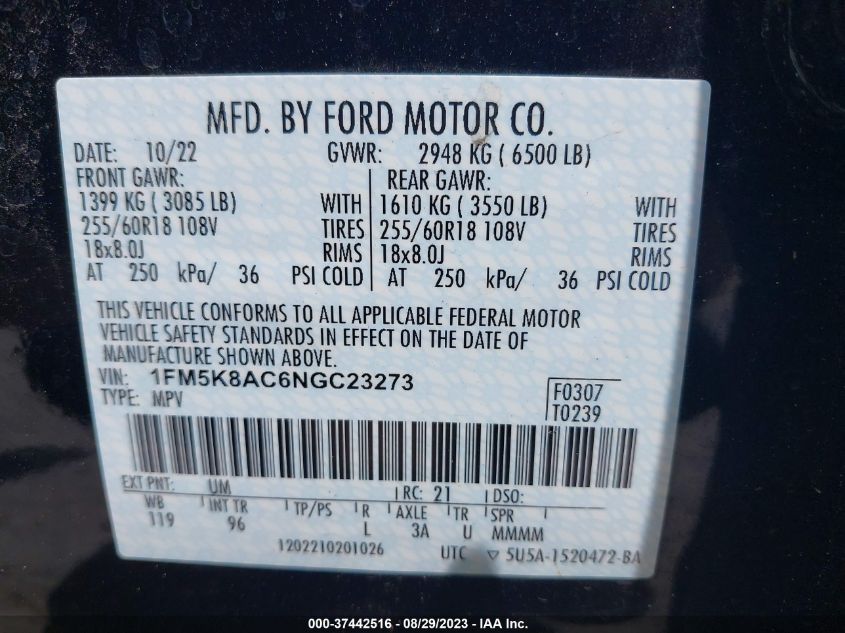 MFD. BY FORD MOTOR CO.
DATE: 10/22 GVWR: 2948 KG ( 6500 LB)
FRONT GAWR: REAR GAWR:
1399 KG ( 3085 LB) WITH 1610 KG ( 3550 LB) WITH
255/60R18 108V TIRES 255/60R18 108V TIRES
18x8.0J RIMS 18x8.0J RIMS
AT 250 kPa/ 36 PSI COLD AT 250 kPa/ 36 PSI COLD
THIS VEHICLE CONFORMS TO ALL APPLICABLE FEDERAL MOTOR
VEHICLE SAFETY STANDARDS IN EFFECT ON THE DATE OF
MANUFACTURE SHOWN ABOVE.
VIN: 1FM5K8AC6NGC23273 F0307
TYPE: MPV T0239
EXT PNT: UM RC: 21 DSO:
WB INT TR TP/PS R AXLE TR SPR
119 96 L 3A U MMMM
1202210201026 UTC ▽ 5U5A-1520472-BA
000-37442516 - 08/29/2023 - IAA Inc.